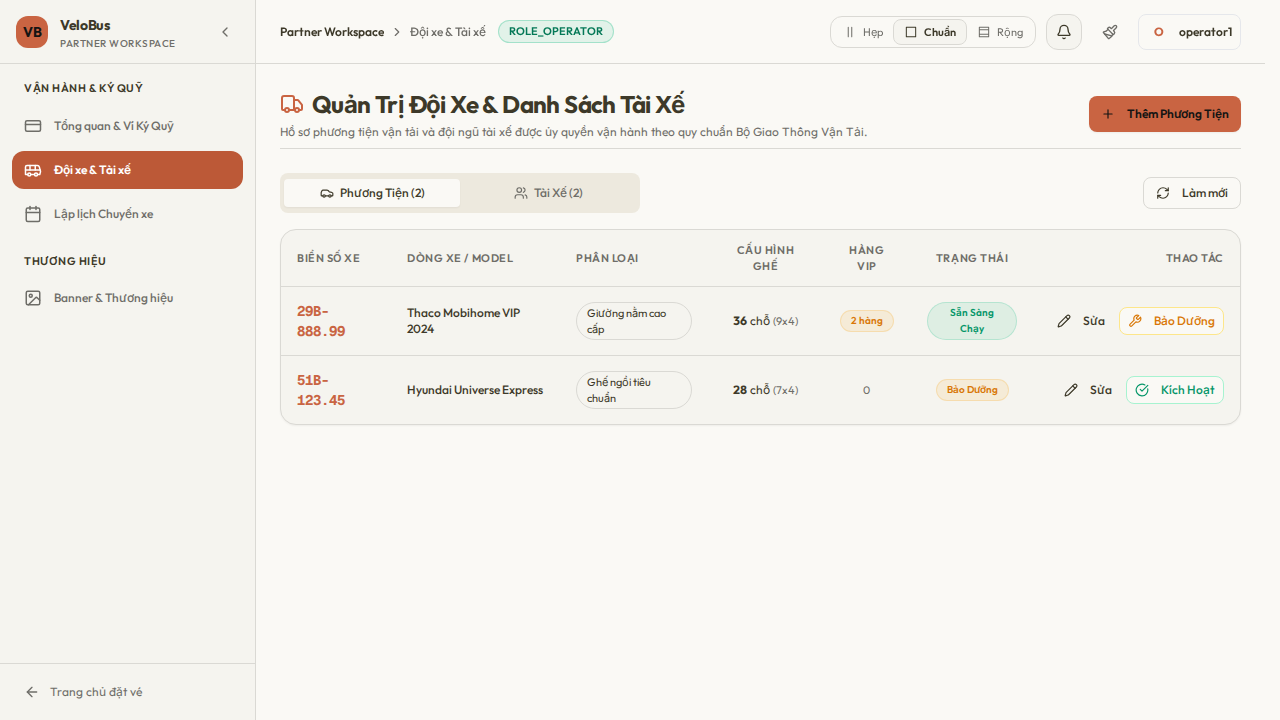 VB
VeloBus
PARTNER WORKSPACE
VẬN HÀNH & KÝ QUỸ
Tổng quan & Ví Ký Quỹ
Đội xe & Tài xế
Lập lịch Chuyến xe
THƯƠNG HIỆU
Banner & Thương hiệu
Trang chủ đặt vé
Partner Workspace
Đội xe & Tài xế
ROLE_OPERATOR
Hẹp
Chuẩn
Rộng
O
operator1
Quản Trị Đội Xe & Danh Sách Tài Xế
Hồ sơ phương tiện vận tải và đội ngũ tài xế được ủy quyền vận hành theo quy chuẩn Bộ Giao Thông Vận Tải.
Thêm Phương Tiện
Phương Tiện (2)
Tài Xế (2)
Làm mới
BIỂN SỐ XE
DÒNG XE / MODEL
PHÂN LOẠI
CẤU HÌNH
GHẾ
HÀNG
VIP
TRẠNG THÁI
THAO TÁC
29B-
888.99
Thaco Mobihome VIP
2024
Giường nằm cao
cấp
36 chỗ (9x4)
2 hàng
Sẵn Sàng
Chạy
Sửa
Bảo Dưỡng
51B-
123.45
Hyundai Universe Express
Ghế ngồi tiêu
chuẩn
28 chỗ (7x4)
0
Bảo Dưỡng
Sửa
Kích Hoạt